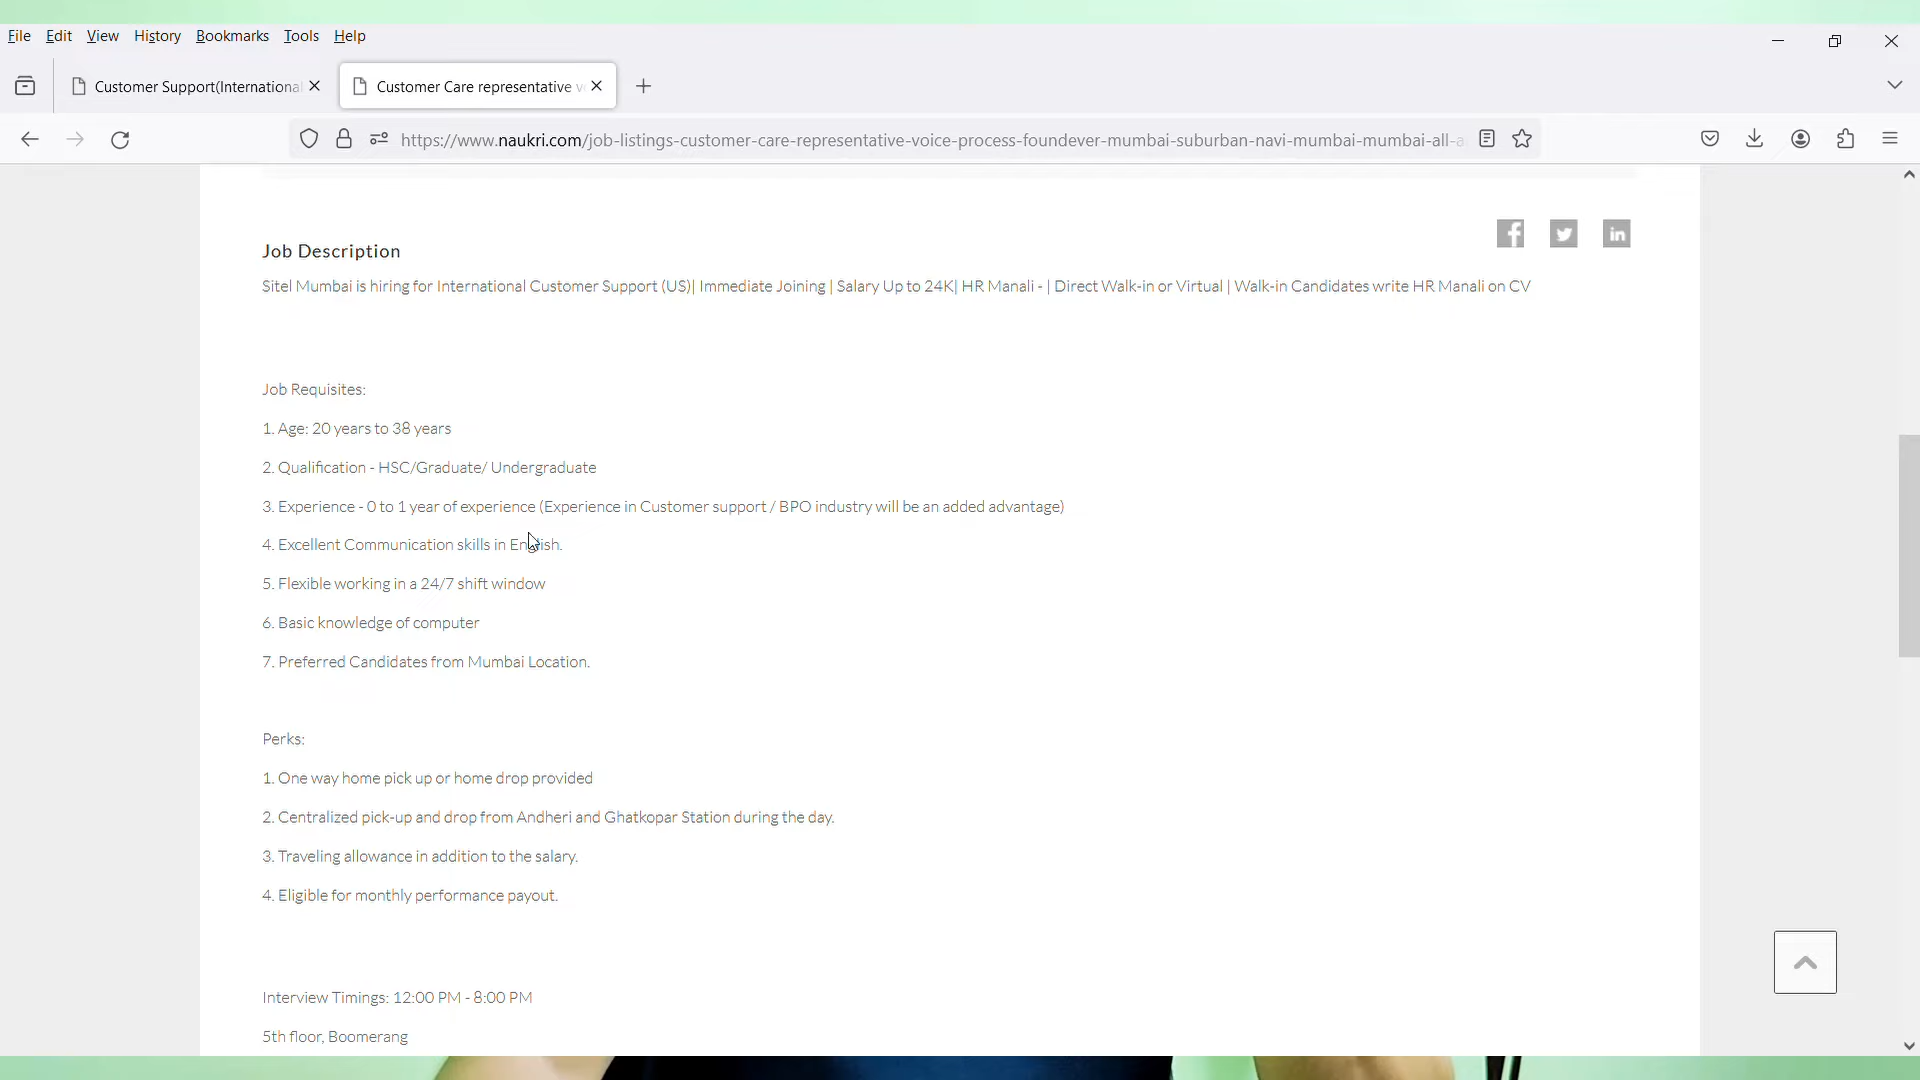 File Edit View History Bookmarks Tools Help
Customer Support(International
Customer Care representative v
https://www.naukri.com/job-listings-customer-care-representative-voice-process-foundever-mumbai-suburban-navi-mumbai-mumbai-all-a
Job Description
Sitel Mumbai is hiring for International Customer Support (US)| Immediate Joining | Salary Up to 24K| HR Manali - | Direct Walk-in or Virtual | Walk-in Candidates write HR Manali on CV
Job Requisites:
1. Age: 20 years to 38 years
2. Qualification - HSC/Graduate/ Undergraduate
3. Experience - 0 to 1 year of experience (Experience in Customer support / BPO industry will be an added advantage)
4. Excellent Communication skills in English.
5. Flexible working in a 24/7 shift window
6. Basic knowledge of computer
7. Preferred Candidates from Mumbai Location.
Perks:
1. One way home pick up or home drop provided
2. Centralized pick-up and drop from Andheri and Ghatkopar Station during the day.
3. Traveling allowance in addition to the salary.
4. Eligible for monthly performance payout.
Interview Timings: 12:00 PM - 8:00 PM
5th floor, Boomerang